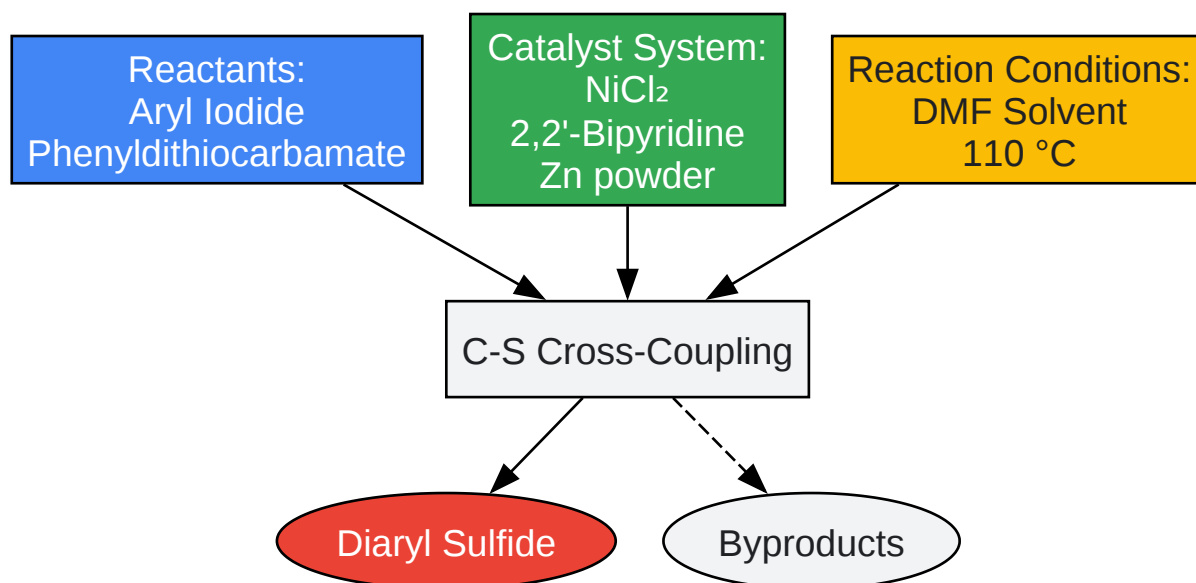 Reactants:
Aryl Iodide
Phenyldithiocarbamate
Catalyst System:
NiCl₂
2,2'-Bipyridine
Zn powder
Reaction Conditions:
DMF Solvent
110 °C
C-S Cross-Coupling
Diaryl Sulfide
Byproducts